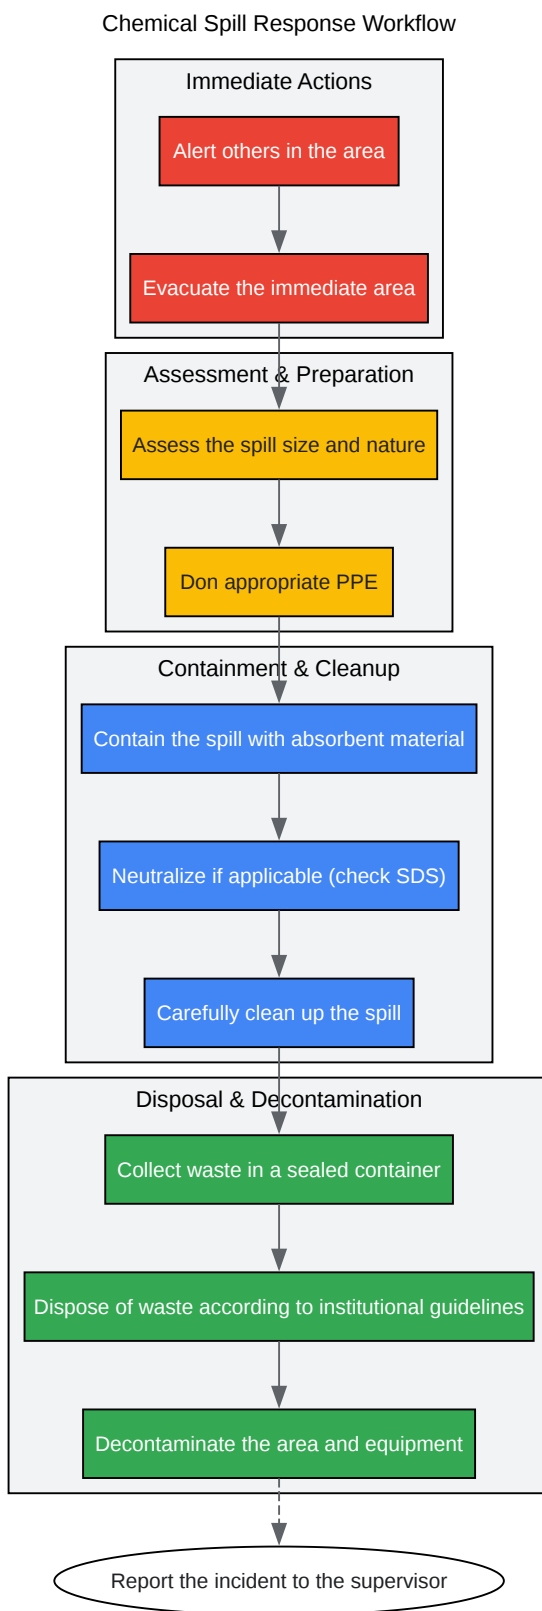 Chemical Spill Response Workflow
Immediate Actions
Alert others in the area
Evacuate the immediate area
Assessment & Preparation
Assess the spill size and nature
Don appropriate PPE
Containment & Cleanup
Contain the spill with absorbent material
Neutralize if applicable (check SDS)
Carefully clean up the spill
Disposal & Decontamination
Collect waste in a sealed container
Dispose of waste according to institutional guidelines
Decontaminate the area and equipment
Report the incident to the supervisor